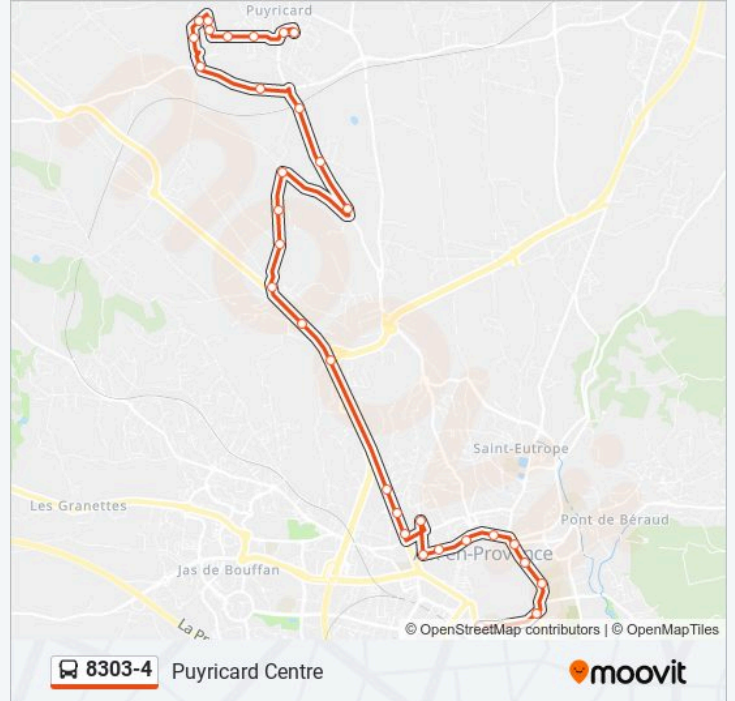 Puyricard
Saint-Eutrope
Les Granettes
Pont de Béraud
en-Provence
Jas de Bouffan
La P
© OpenStreetMap contributors | © OpenMapTiles
8303-4 Puyricard Centre
moovit